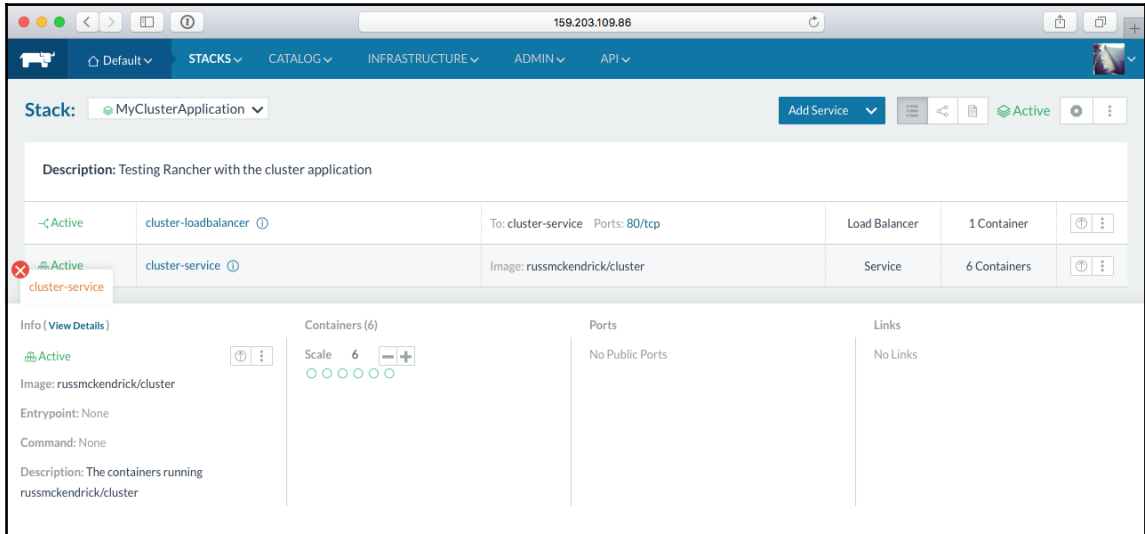 159.203.109.86
Default STACKS CATALOG INFRASTRUCTURE ADMIN API
Stack: MyClusterApplication Add Service Active
Description: Testing Rancher with the cluster application
Active cluster-loadbalancer To: cluster-service Ports: 80/tcp Load Balancer 1 Container
Active cluster-service Image: russmckendrick/cluster Service 6 Containers
cluster-service
Info ( View Details ) Containers (6) Ports Links
Active Scale 6 No Public Ports No Links
Image: russmckendrick/cluster
Entrypoint: None
Command: None
Description: The containers running
russmckendrick/cluster